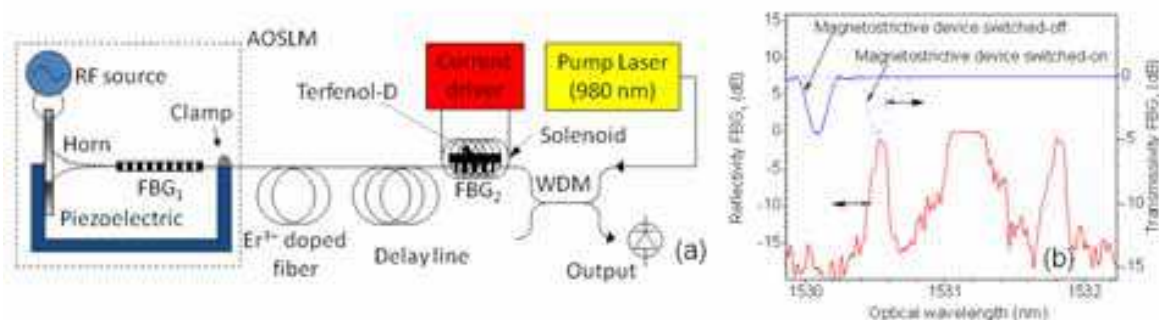 AOSLM
RF source
Horn
Clamp
FBG1
Piezoelectric
Er3+ doped
fiber
Terfenol-D
Current
driver
Pump Laser
(980 nm)
Solenoid
FBG2
WDM
Delay line
Output
(a)
Magnetostrictive device switched-off
Magnetostrictive device switched-on
Reflectivity FBG1 (dB)
15
10
5
0
-5
-10
-15
Transmissivity FBG2 (dB)
0
-5
-10
-15
(b)
1530
1531
1532
Optical wavelength (nm)